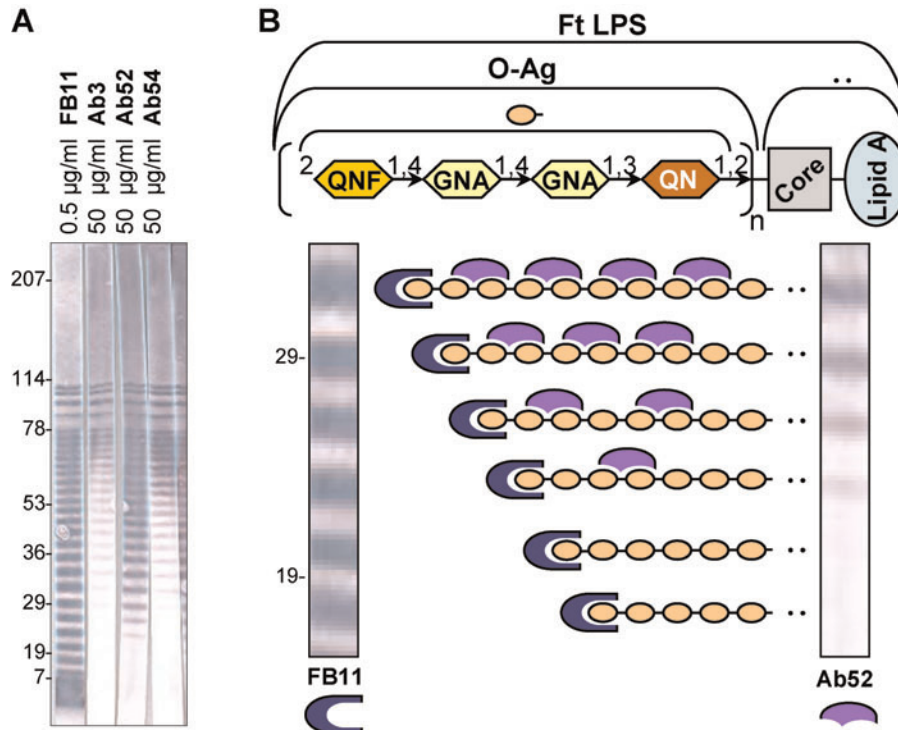 A
0.5 µg/ml FB11
50 µg/ml Ab3
50 µg/ml Ab52
50 µg/ml Ab54
207-
114-
78-
53-
36-
29-
19-
7-
B
Ft LPS
O-Ag
..
2 QNF 1,4 GNA 1,4 GNA 1,3 QN 1,2 n Core Lipid A
29-
19-
..
..
..
..
..
..
FB11
Ab52